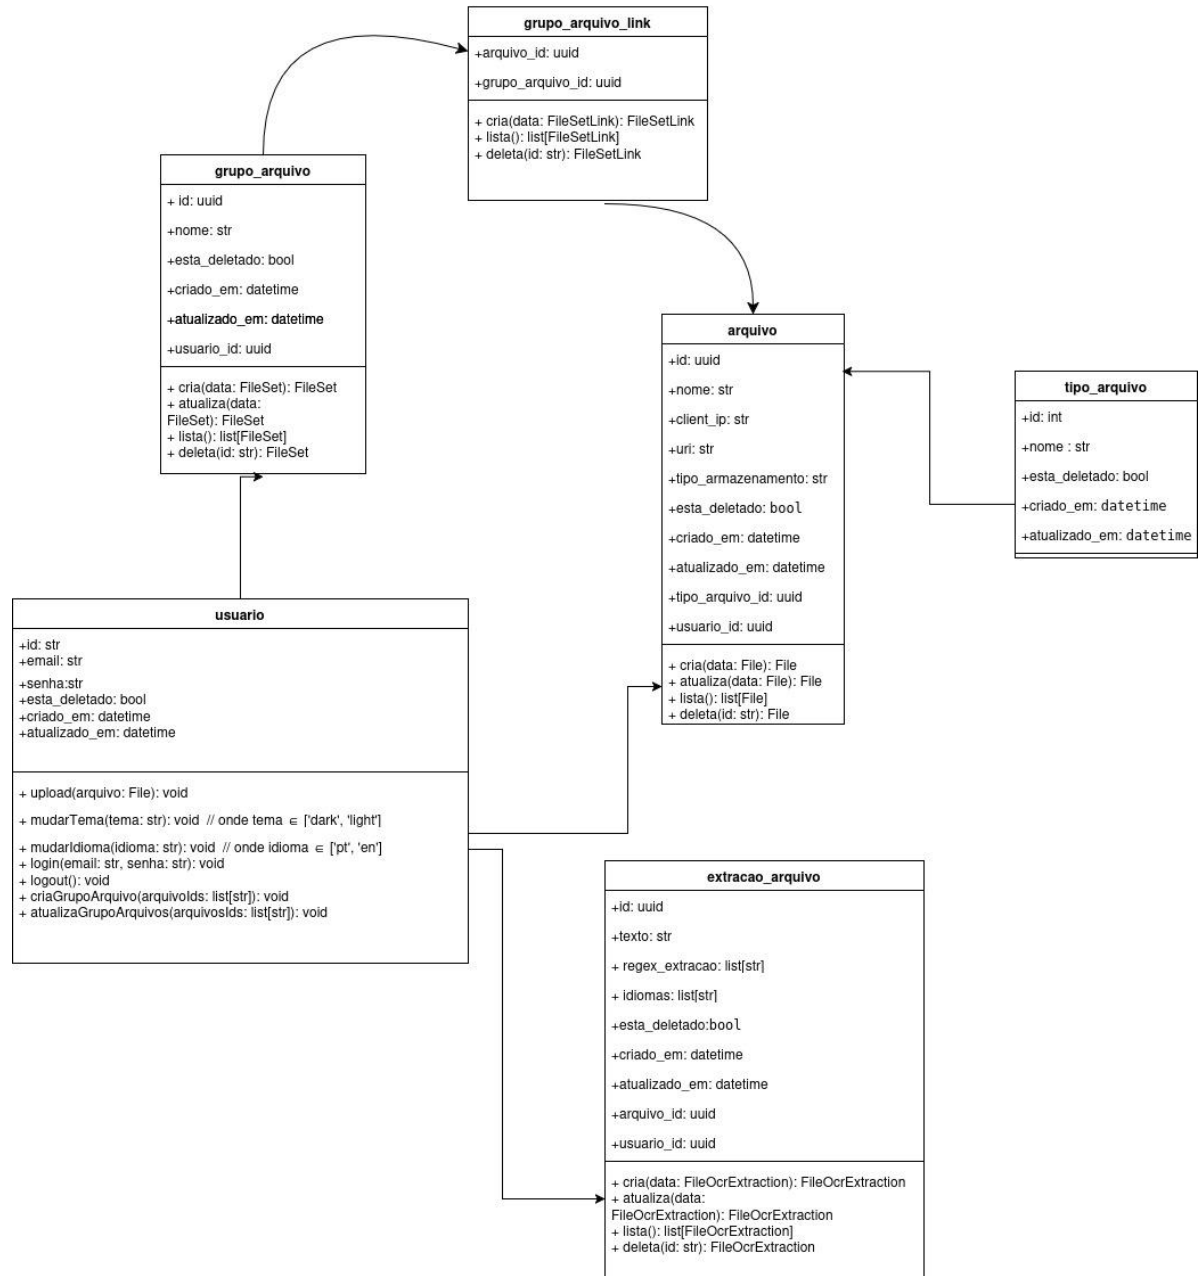 grupo_arquivo_link
+arquivo_id: uuid
+grupo_arquivo_id: uuid
+ cria(data: FileSetLink): FileSetLink
+ lista(): list[FileSetLink]
+ deleta(id: str): FileSetLink
grupo_arquivo
+ id: uuid
+nome: str
+esta_deletado: bool
+criado_em: datetime
+atualizado_em: datetime
+usuario_id: uuid
+ cria(data: FileSet): FileSet
+ atualiza(data:
FileSet): FileSet
+ lista(): list[FileSet]
+ deleta(id: str): FileSet
arquivo
+id: uuid
+nome: str
+client_ip: str
+uri: str
+tipo_armazenamento: str
+esta_deletado: bool
+criado_em: datetime
+atualizado_em: datetime
+tipo_arquivo_id: uuid
+usuario_id: uuid
+ cria(data: File): File
+ atualiza(data: File): File
+ lista(): list[File]
+ deleta(id: str): File
tipo_arquivo
+id: int
+nome : str
+esta_deletado: bool
+criado_em: datetime
+atualizado_em: datetime
usuario
+id: str
+email: str
+senha:str
+esta_deletado: bool
+criado_em: datetime
+atualizado_em: datetime
+ upload(arquivo: File): void
+ mudarTema(tema: str): void // onde tema ∈ ['dark', 'light']
+ mudarIdioma(idioma: str): void // onde idioma ∈ ['pt', 'en']
+ login(email: str, senha: str): void
+ logout(): void
+ criaGrupoArquivo(arquivoIds: list[str]): void
+ atualizaGrupoArquivos(arquivosIds: list[str]): void
extracao_arquivo
+id: uuid
+texto: str
+ regex_extracao: list[str]
+ idiomas: list[str]
+esta_deletado:bool
+criado_em: datetime
+atualizado_em: datetime
+arquivo_id: uuid
+usuario_id: uuid
+ cria(data: FileOcrExtraction): FileOcrExtraction
+ atualiza(data:
FileOcrExtraction): FileOcrExtraction
+ lista(): list[FileOcrExtraction]
+ deleta(id: str): FileOcrExtraction